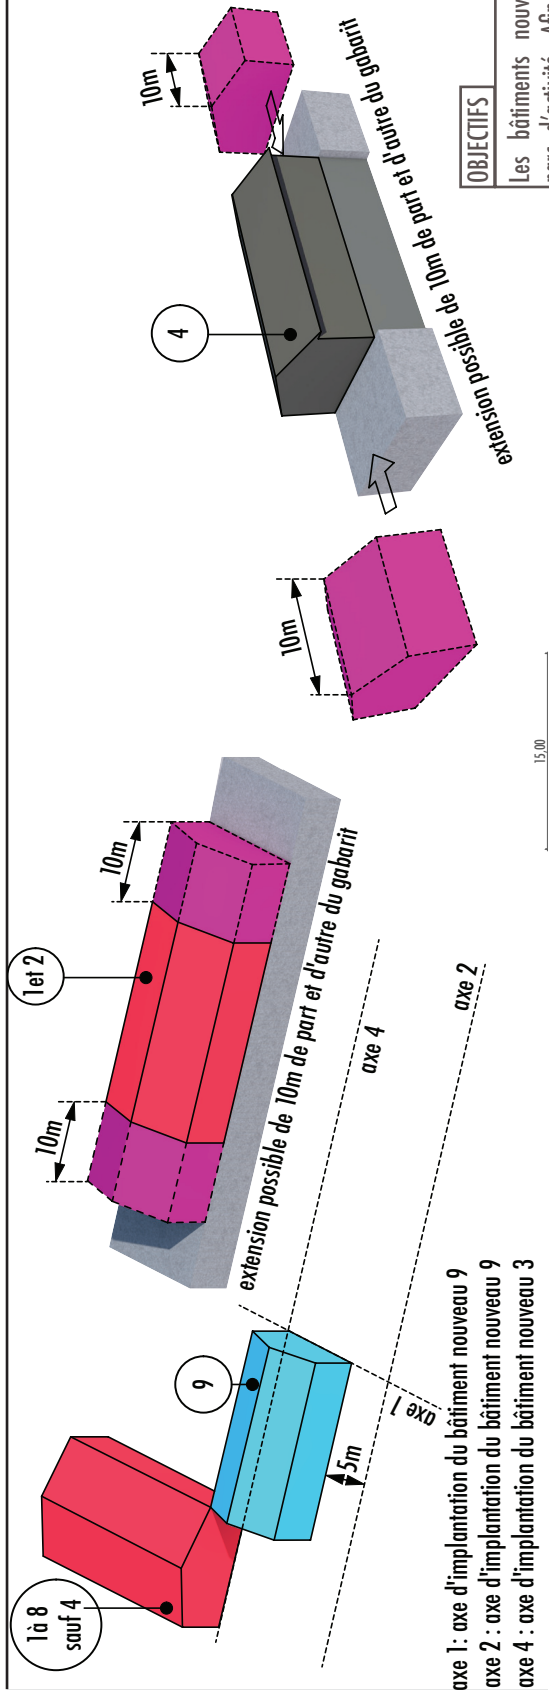 1à 8
sauf 4
9
5m
axe 1
axe 4
axe 2
axe 1: axe d'implantation du bâtiment nouveau 9
axe 2 : axe d'implantation du bâtiment nouveau 9
axe 4 : axe d'implantation du bâtiment nouveau 3
1et 2
10m
10m
extension possible de 10m de part et d'autre du gabarit
10m
4
10m
extension possible de 10m de part et d'autre du gabarit
15,00
OBJECTIFS
Les bâtiments nouv